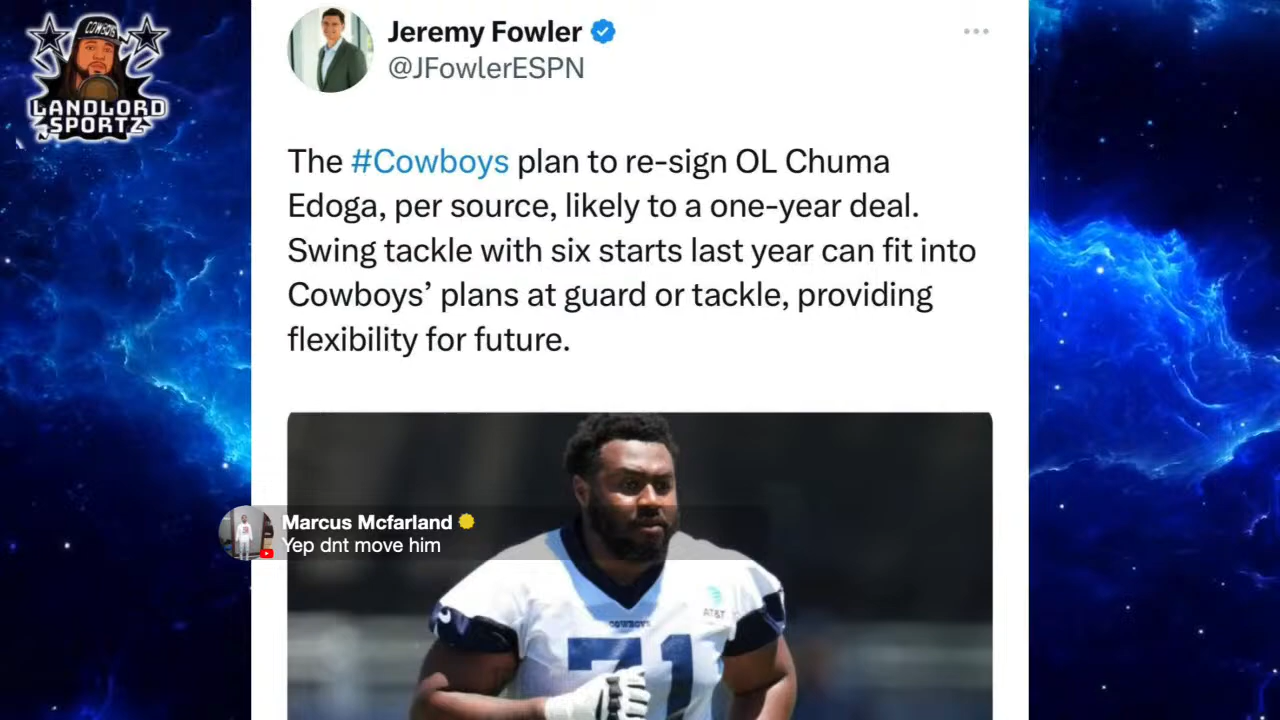 COWBOYS
LANDLORD
SPORTZ
Jeremy Fowler
@JFowlerESPN
The #Cowboys plan to re-sign OL Chuma
Edoga, per source, likely to a one-year deal.
Swing tackle with six starts last year can fit into
Cowboys’ plans at guard or tackle, providing
flexibility for future.
Marcus Mcfarland
Yep dnt move him
AT&T
COWBOYS
71